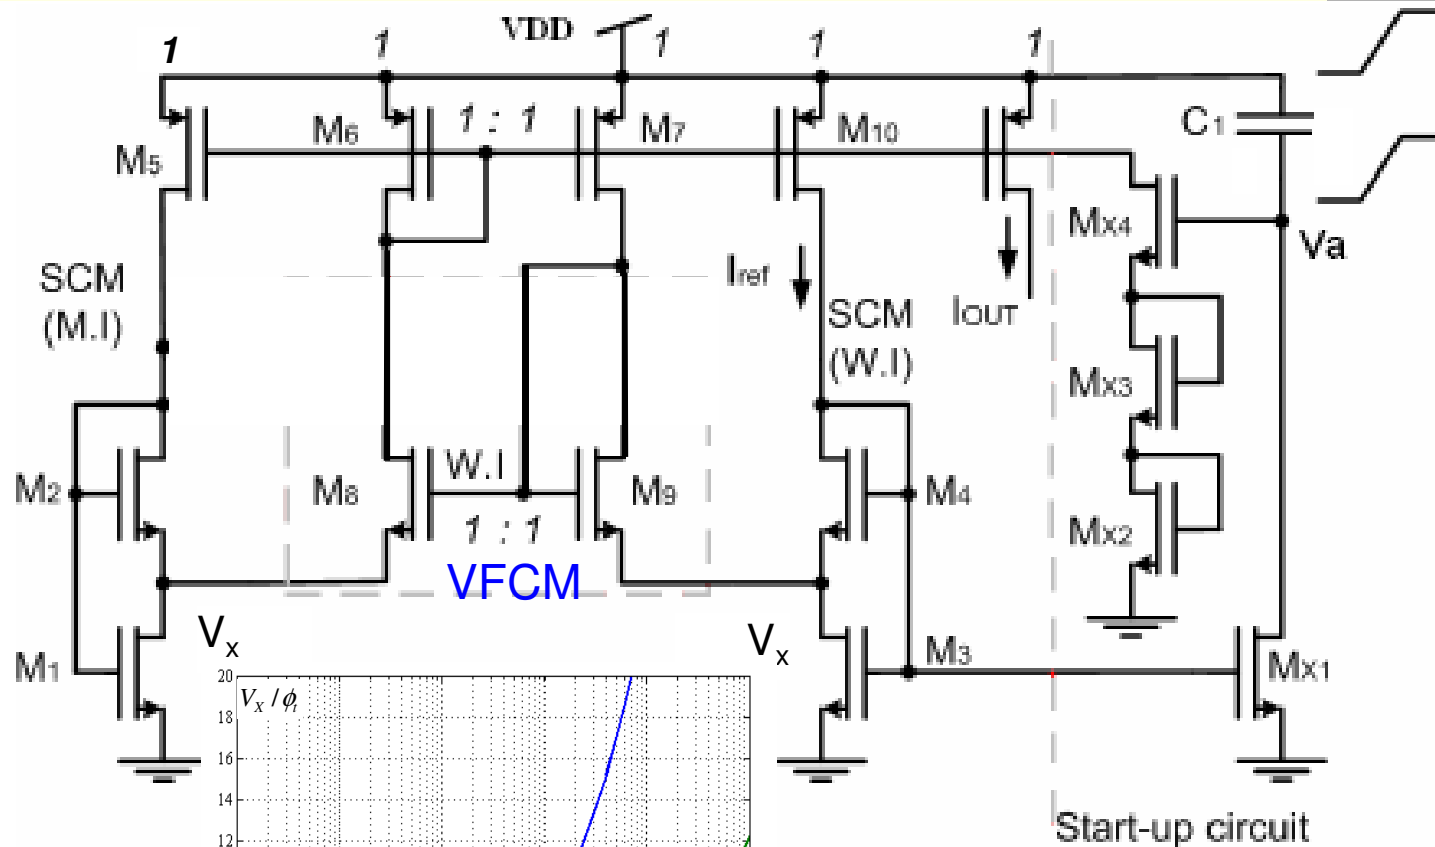 1 1 VDD 1 1 1
M5 M6 1 : 1 M7 M10 C1
MX4 Va
SCM (M.I)
Iref IOUT
SCM (W.I)
MX3
M2 M8 W.I M9 M4 MX2
1 : 1
VFCM
Vx Vx
M1 M3 MX1
20 VX / ϕt
18
16
14
12
Start-up circuit